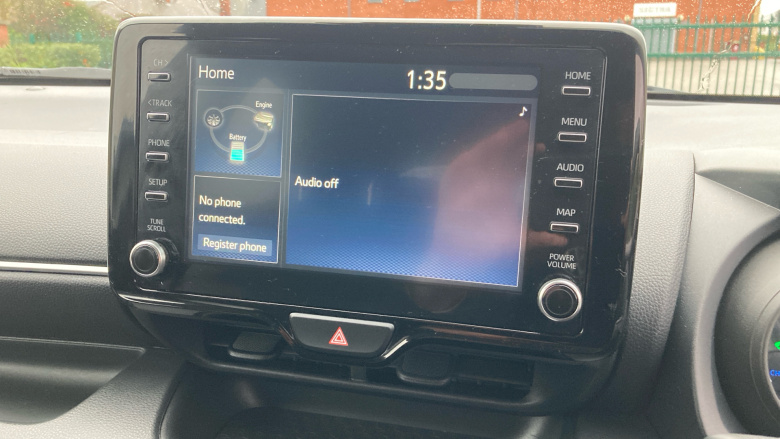 CH>
<TRACK
PHONE
SETUP
TUNE
SCROLL
Home
1:35
Engine
Battery
No phone
connected.
Register phone
Audio off
HOME
MENU
AUDIO
MAP
POWER
VOLUME